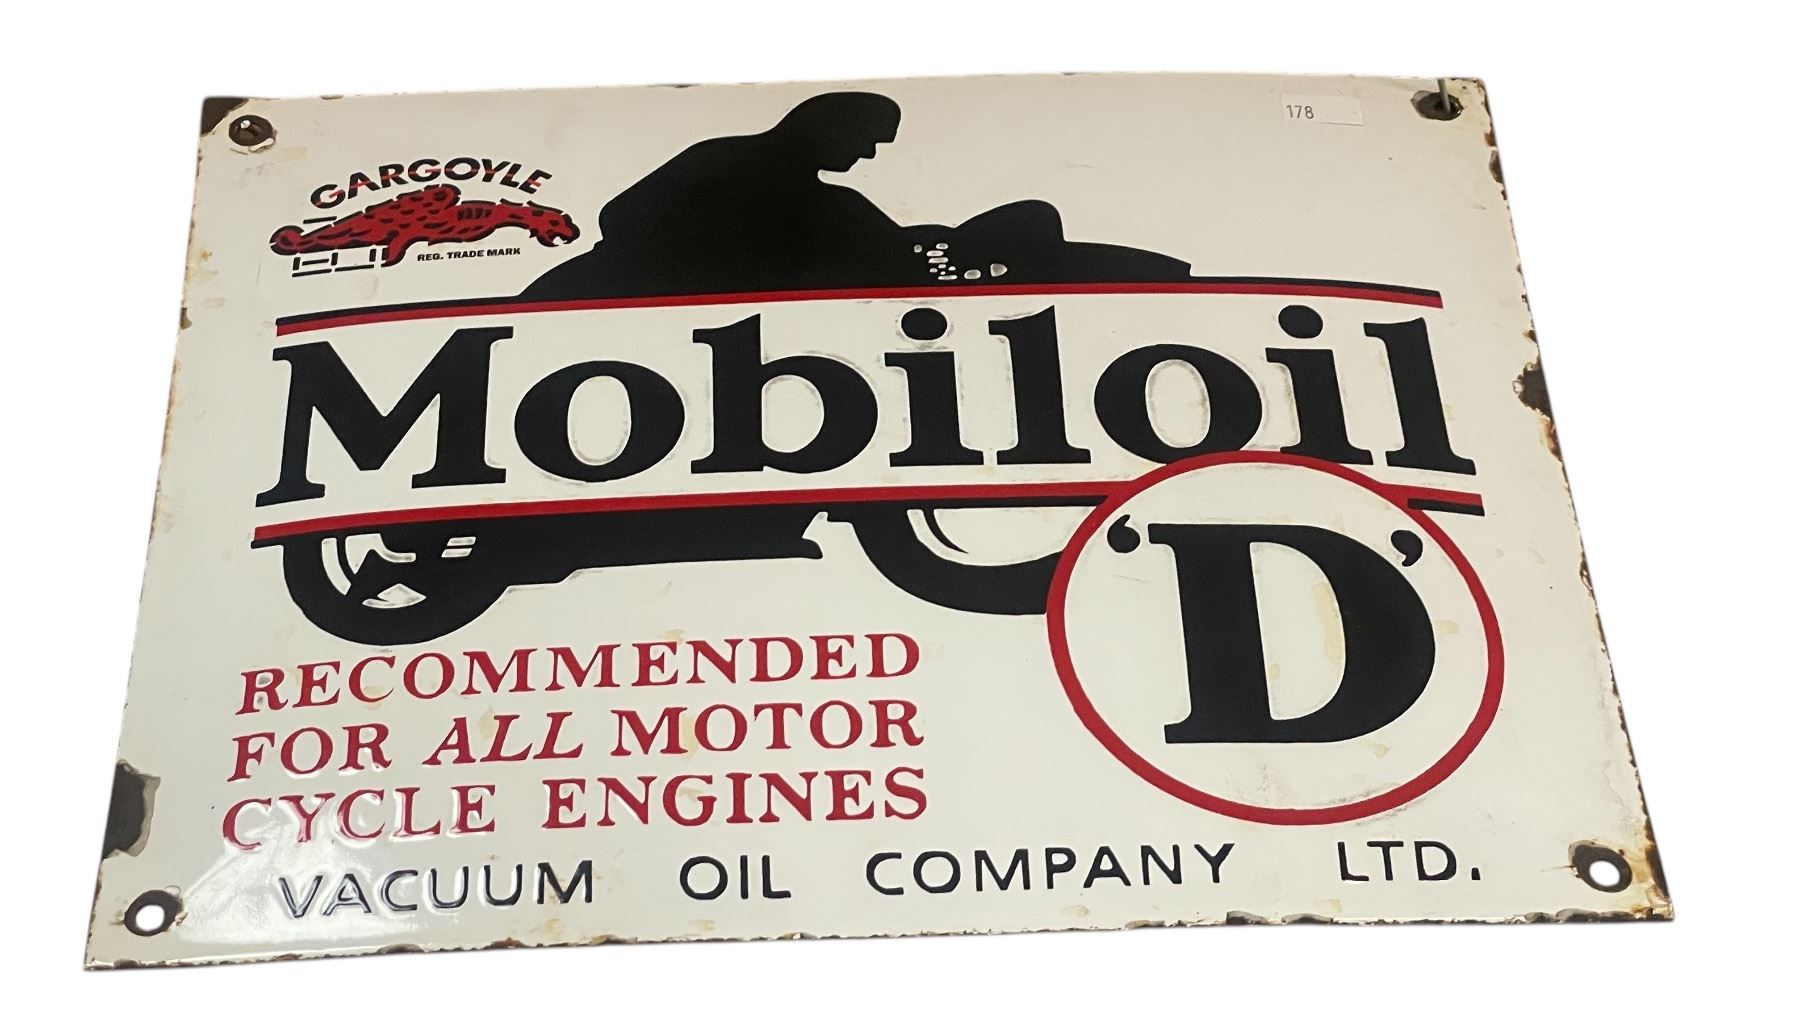 178
GARGOYLE
REG. TRADE MARK
Mobiloil
'D'
RECOMMENDED
FOR ALL MOTOR
CYCLE ENGINES
VACUUM OIL COMPANY LTD.